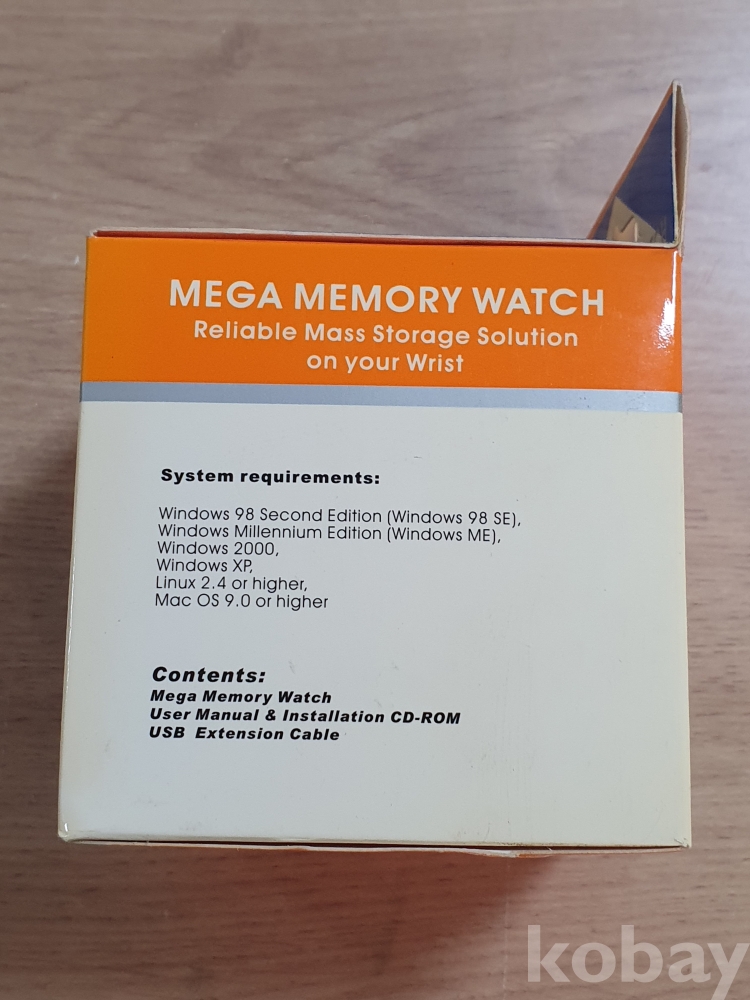 MEGA MEMORY WATCH
Reliable Mass Storage Solution
on your Wrist
System requirements:
Windows 98 Second Edition (Windows 98 SE),
Windows Millennium Edition (Windows ME),
Windows 2000,
Windows XP,
Linux 2.4 or higher,
Mac OS 9.0 or higher
Contents:
Mega Memory Watch
User Manual & Installation CD-ROM
USB Extension Cable
kobay